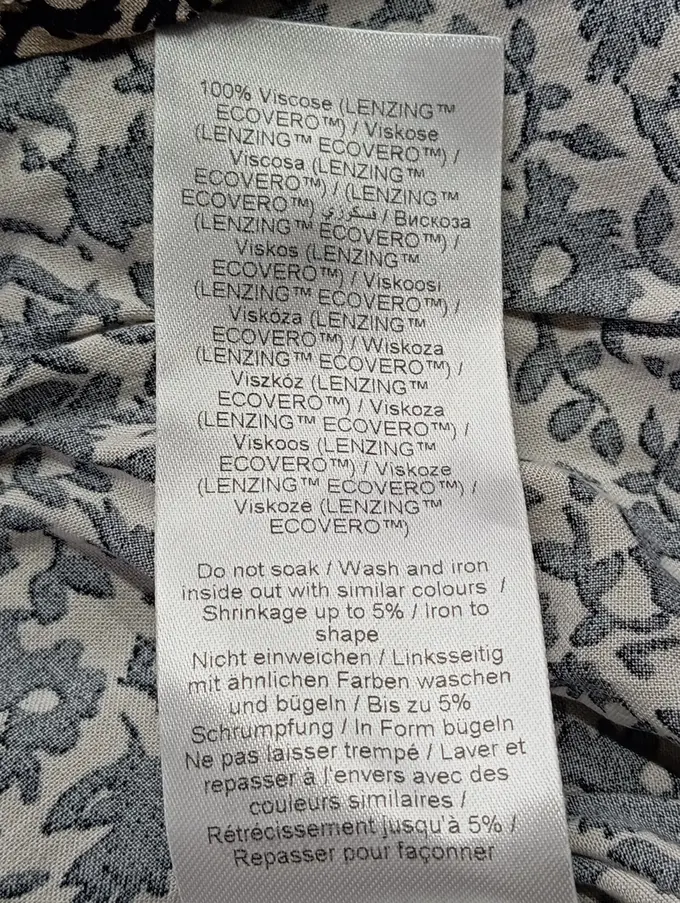 100% Viscose (LENZING™
ECOVERO™) / Viskose
(LENZING™ ECOVERO™) /
Viscosa (LENZING™
ECOVERO™) / (LENZING™
ECOVERO™) فسكوزي / Вискоза
(LENZING™ ECOVERO™) /
Viskos (LENZING™
ECOVERO™) / Viskoosi
(LENZING™ ECOVERO™) /
Viskóza (LENZING™
ECOVERO™) / Wiskoza
(LENZING™ ECOVERO™) /
Viszkóz (LENZING™
ECOVERO™) / Viskoza
(LENZING™ ECOVERO™) /
Viskoos (LENZING™
ECOVERO™) / Viskoze
(LENZING™ ECOVERO™) /
Viskozė (LENZING™
ECOVERO™)
Do not soak / Wash and iron
inside out with similar colours /
Shrinkage up to 5% / Iron to
shape
Nicht einweichen / Linksseitig
mit ähnlichen Farben waschen
und bügeln / Bis zu 5%
Schrumpfung / In Form bügeln
Ne pas laisser trempé / Laver et
repasser à l'envers avec des
couleurs similaires /
Rétrécissement jusqu'à 5% /
Repasser pour façonner